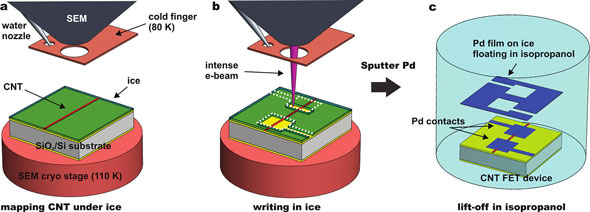 a
SEM
water
nozzle
cold finger
(80 K)
CNT
ice
SiO₂/Si substrate
SEM cryo stage (110 K)
mapping CNT under ice
b
intense
e-beam
writing in ice
Sputter Pd
c
Pd film on ice
floating in isopropanol
Pd contacts
CNT FET device
lift-off in isopropanol